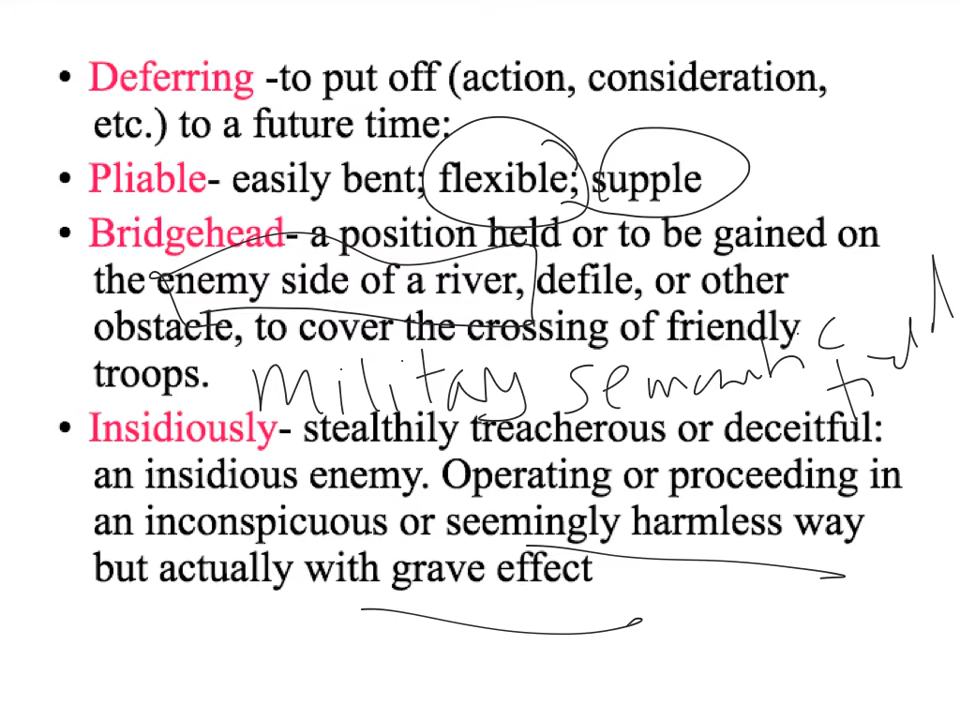 • Deferring -to put off (action, consideration,
etc.) to a future time:
• Pliable- easily bent; flexible; supple
• Bridgehead- a position held or to be gained on
the enemy side of a river, defile, or other
obstacle, to cover the crossing of friendly
troops.
military semantic
• Insidiously- stealthily treacherous or deceitful:
an insidious enemy. Operating or proceeding in
an inconspicuous or seemingly harmless way
but actually with grave effect